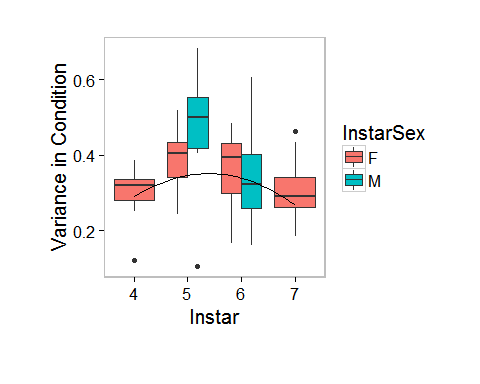 Variance in Condition
0.6
0.4
0.2
4 5 6 7
Instar
InstarSex
F
M